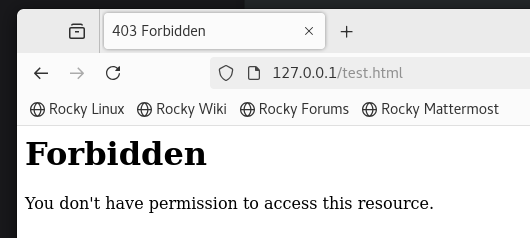 403 Forbidden
127.0.0.1/test.html
Rocky Linux Rocky Wiki Rocky Forums Rocky Mattermost
Forbidden
You don't have permission to access this resource.